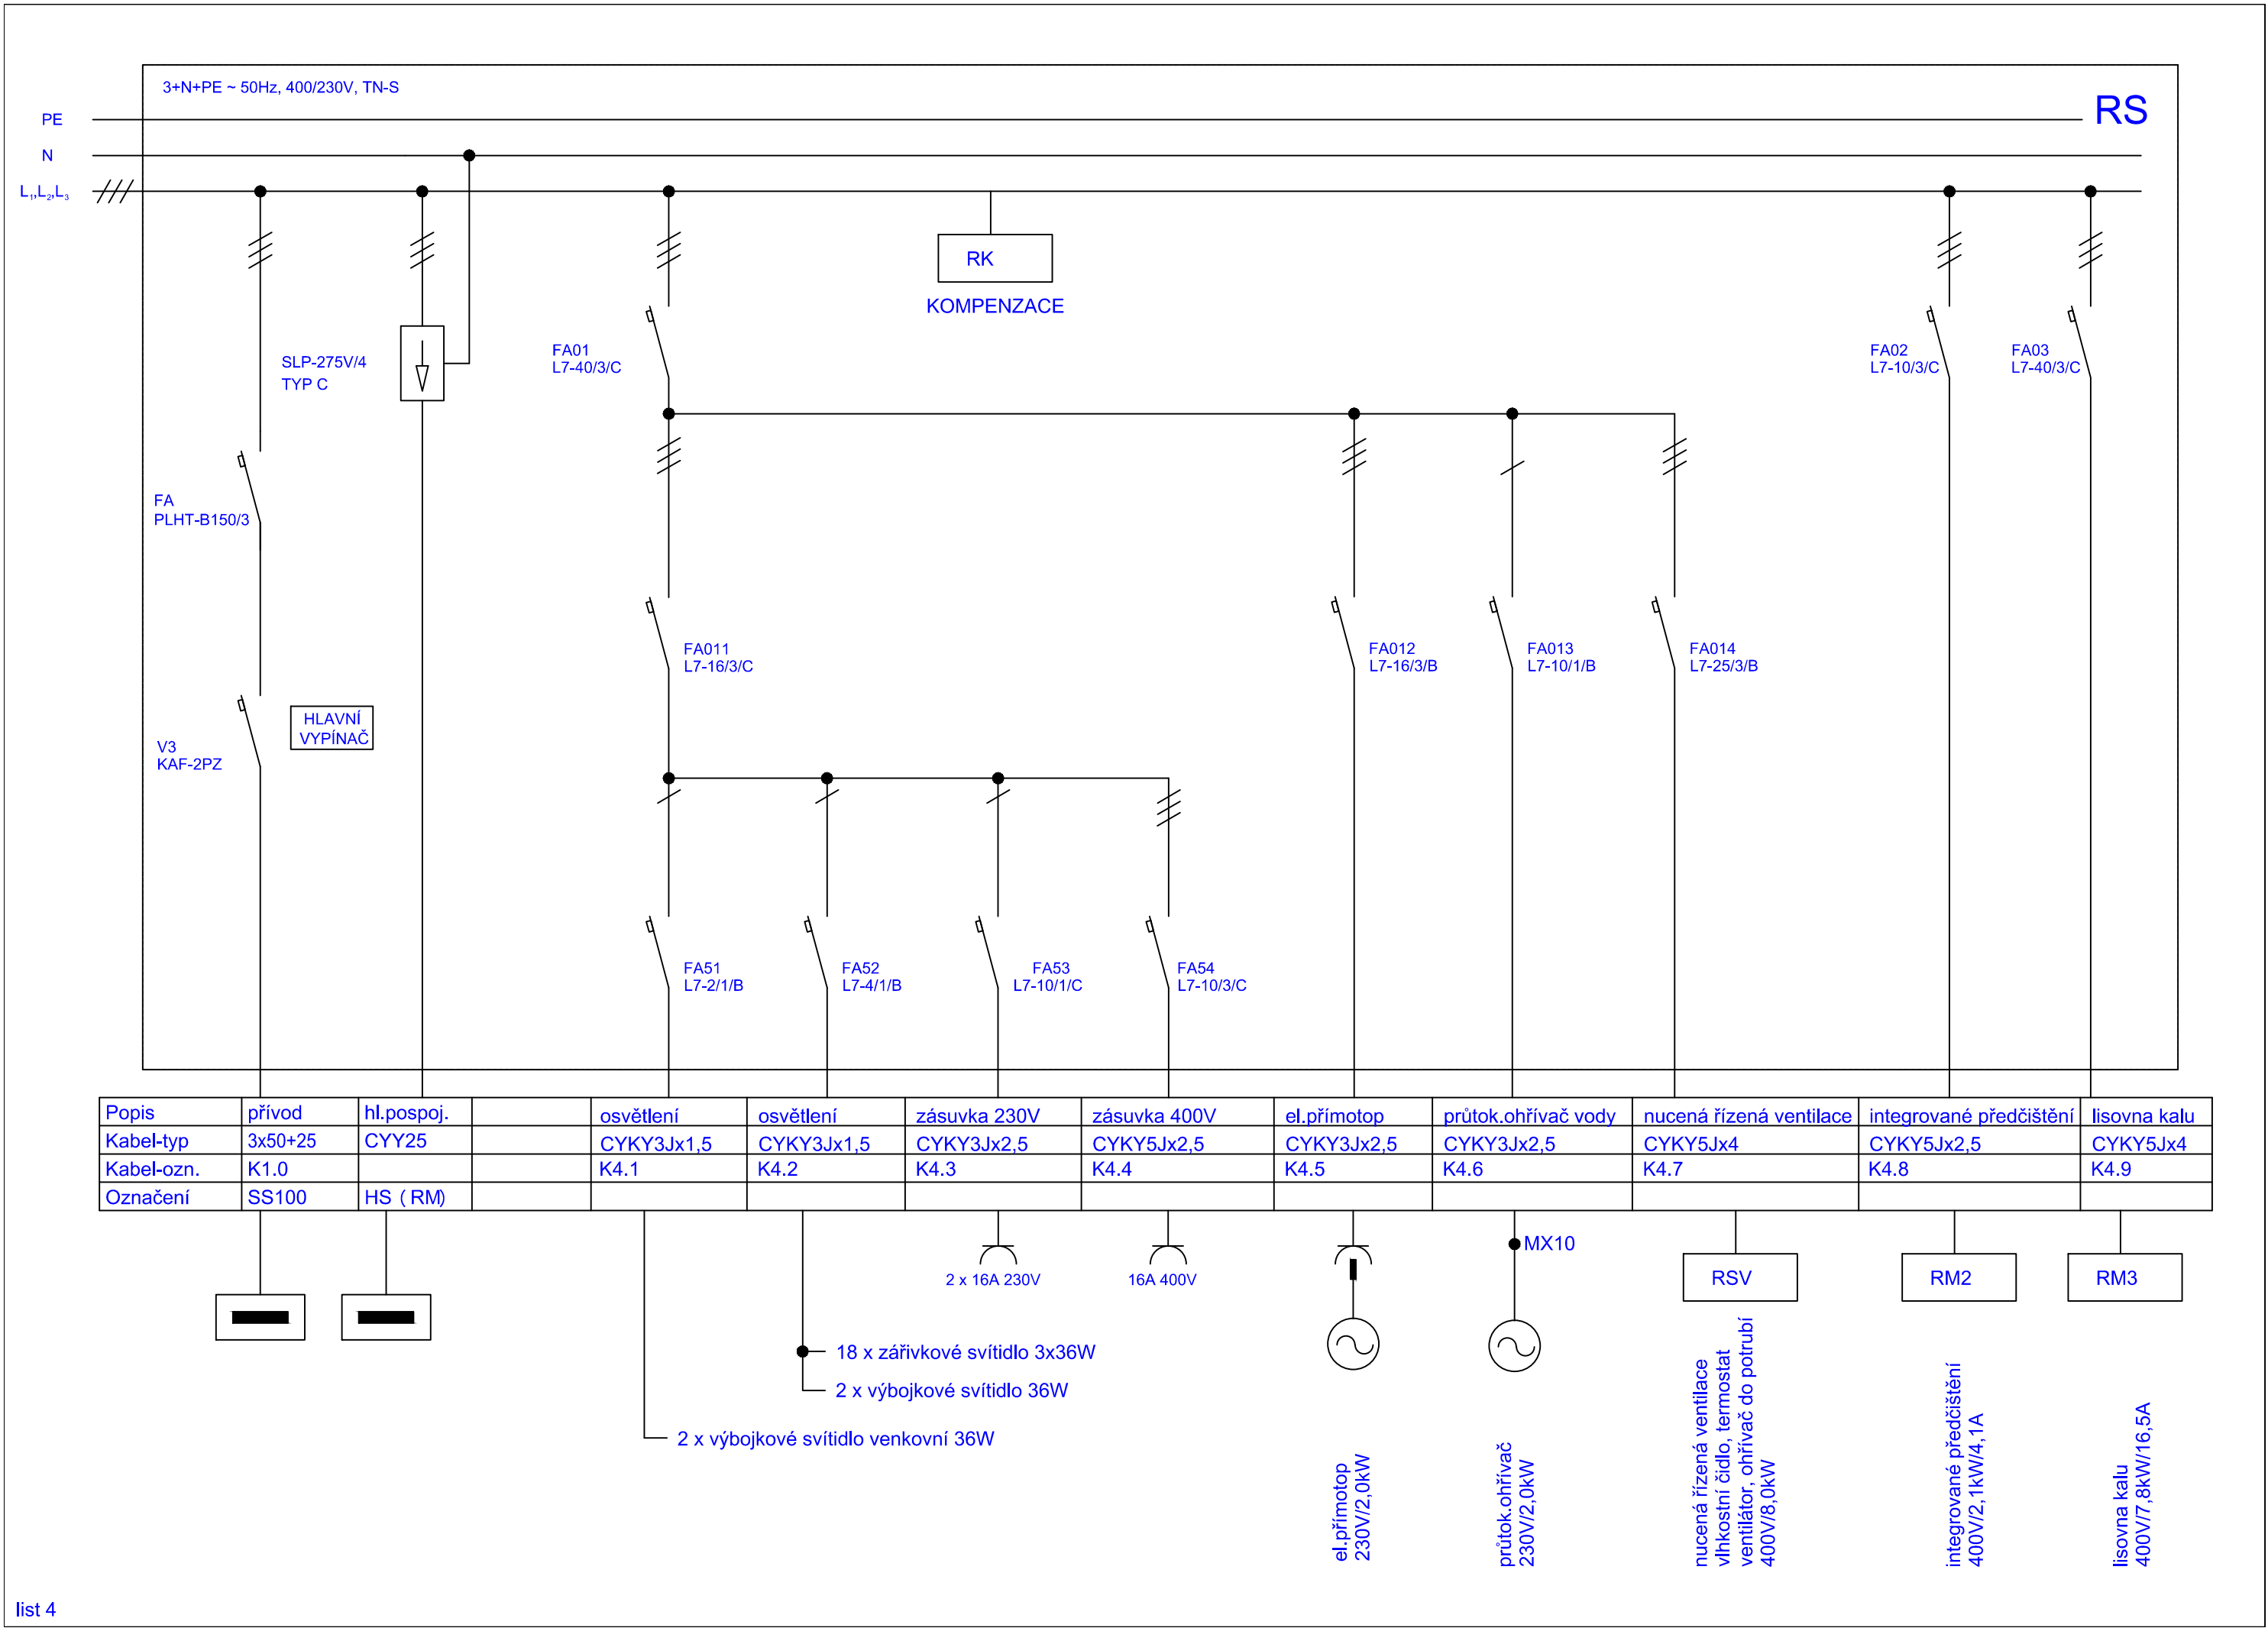 3+N+PE ~ 50Hz, 400/230V, TN-S
RS
PE
N
L1,L2,L3
RK
KOMPENZACE
SLP-275V/4
TYP C
FA01
L7-40/3/C
FA02
L7-10/3/C
FA03
L7-40/3/C
FA
PLHT-B150/3
FA011
L7-16/3/C
FA012
L7-16/3/B
FA013
L7-10/1/B
FA014
L7-25/3/B
HLAVNÍ
VYPÍNAČ
V3
KAF-2PZ
FA51
L7-2/1/B
FA52
L7-4/1/B
FA53
L7-10/1/C
FA54
L7-10/3/C
Popis přívod hl.pospoj. osvětlení osvětlení zásuvka 230V zásuvka 400V el.přímotop průtok.ohřívač vody nucená řízená ventilace integrované předčištění lisovna kalu
Kabel-typ 3x50+25 CYY25 CYKY3Jx1,5 CYKY3Jx1,5 CYKY3Jx2,5 CYKY5Jx2,5 CYKY3Jx2,5 CYKY3Jx2,5 CYKY5Jx4 CYKY5Jx2,5 CYKY5Jx4
Kabel-ozn. K1.0 K4.1 K4.2 K4.3 K4.4 K4.5 K4.6 K4.7 K4.8 K4.9
Označení SS100 HS ( RM)
MX10
2 x 16A 230V
16A 400V
RSV
RM2
RM3
18 x zářivkové svítidlo 3x36W
2 x výbojkové svítidlo 36W
2 x výbojkové svítidlo venkovní 36W
el.přímotop
230V/2,0kW
průtok.ohřívač
230V/2,0kW
nucená řízená ventilace
vlhkostní čidlo, termostat
ventilátor, ohřívač do potrubí
400V/8,0kW
integrované předčištění
400V/2,1kW/4,1A
lisovna kalu
400V/7,8kW/16,5A
list 4